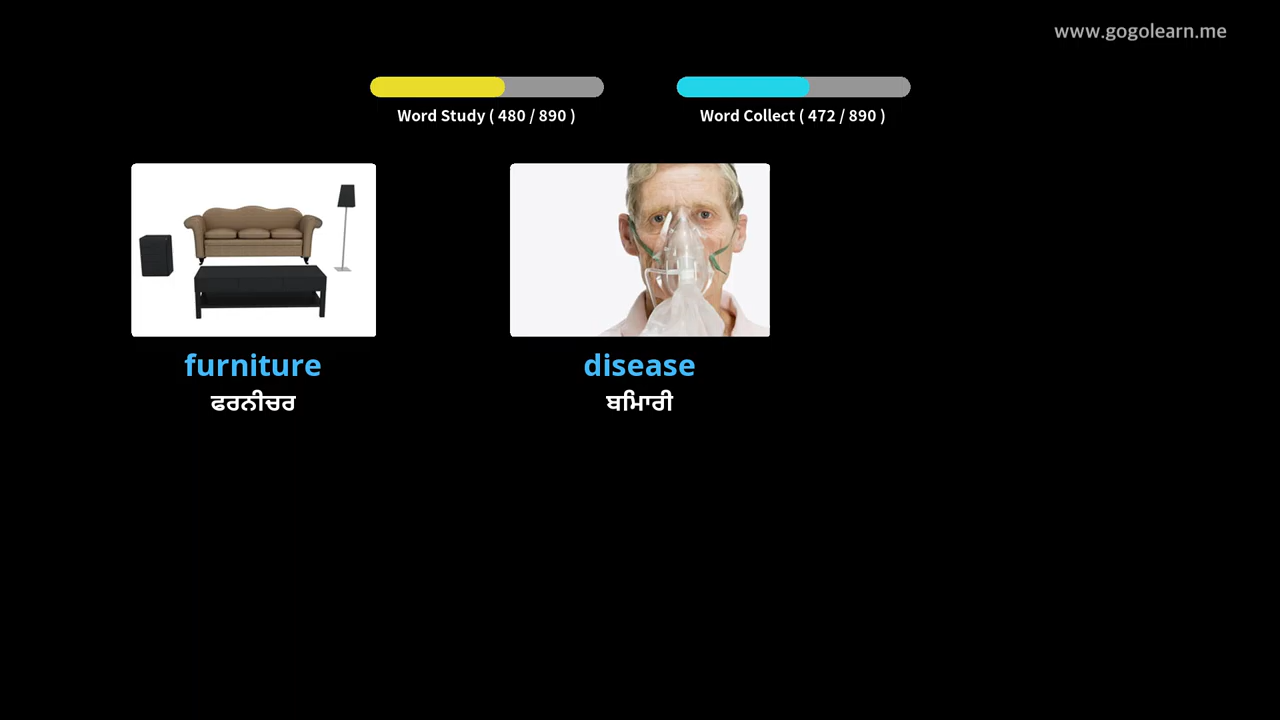 www.gogolearn.me
Word Study ( 480 / 890 )
Word Collect ( 472 / 890 )
furniture
disease
ਫਰਨੀਚਰ
ਬਿਮਾਰੀ